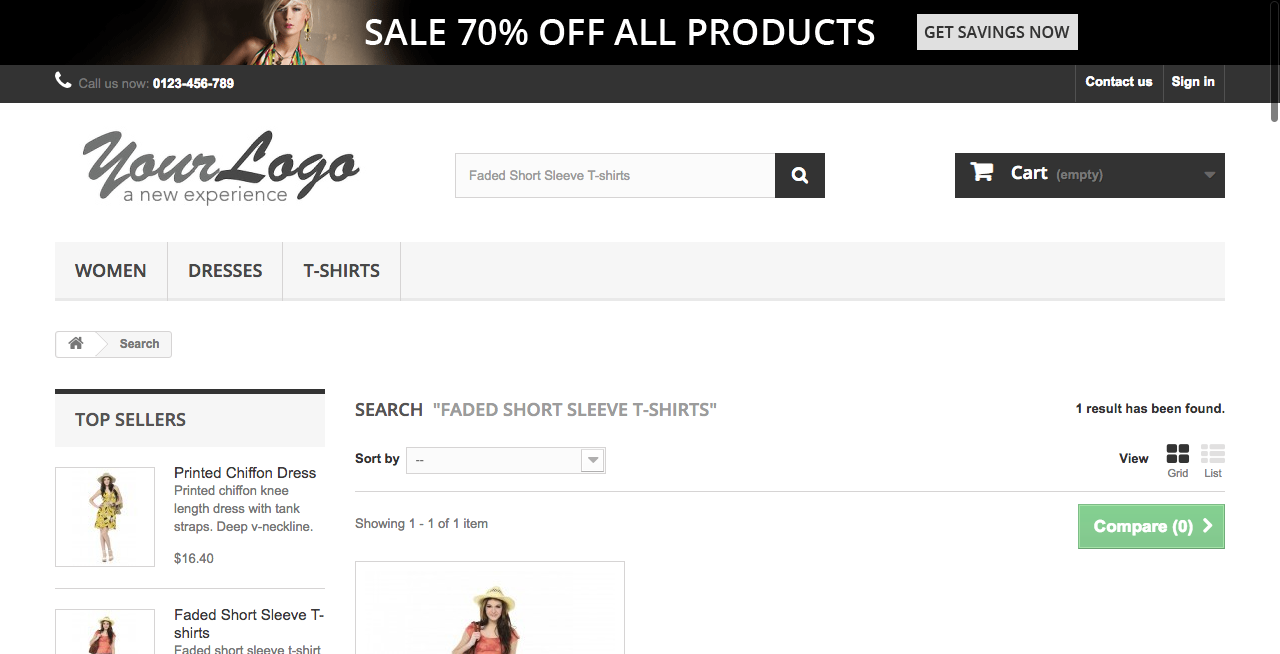 SALE 70% OFF ALL PRODUCTS
GET SAVINGS NOW
Call us now: 0123-456-789
Contact us
Sign in
YourLogo
a new experience
Faded Short Sleeve T-shirts
Cart (empty)
WOMEN
DRESSES
T-SHIRTS
Search
TOP SELLERS
SEARCH "FADED SHORT SLEEVE T-SHIRTS"
1 result has been found.
Sort by
--
View
Grid
List
Printed Chiffon Dress
Printed chiffon knee
length dress with tank
straps. Deep v-neckline.
$16.40
Showing 1 - 1 of 1 item
Compare (0)
Faded Short Sleeve T-
shirts
Faded short sleeve t-shirt